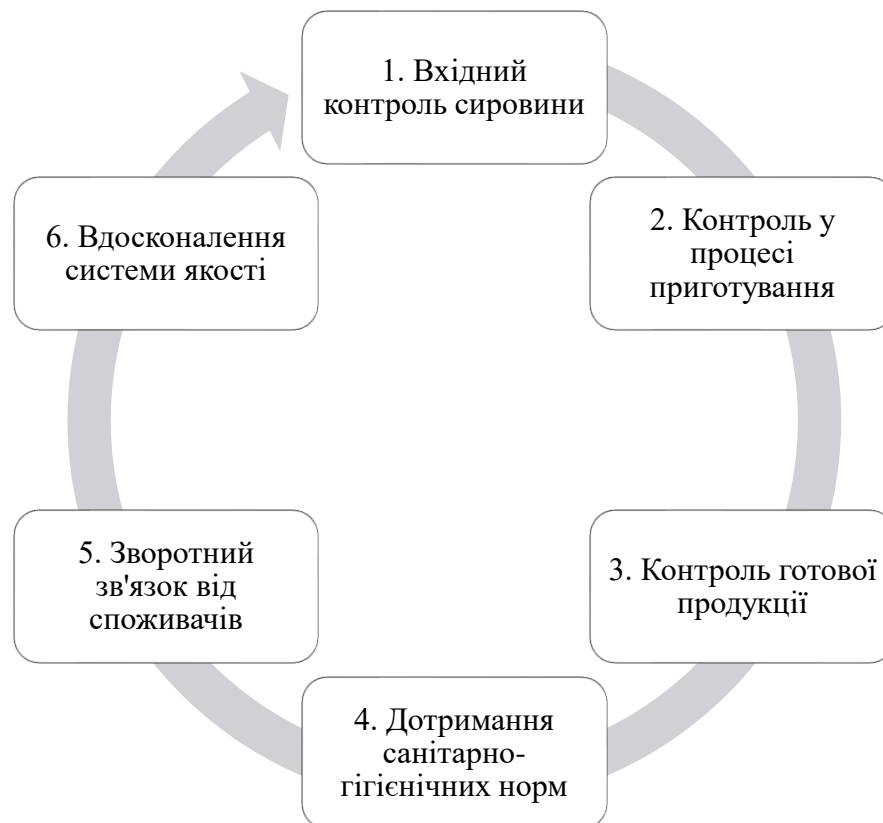 1. Вхідний
контроль сировини
2. Контроль у
процесі
приготування
3. Контроль готової
продукції
4. Дотримання
санітарно-
гігієнічних норм
5. Зворотний
зв'язок від
споживачів
6. Вдосконалення
системи якості